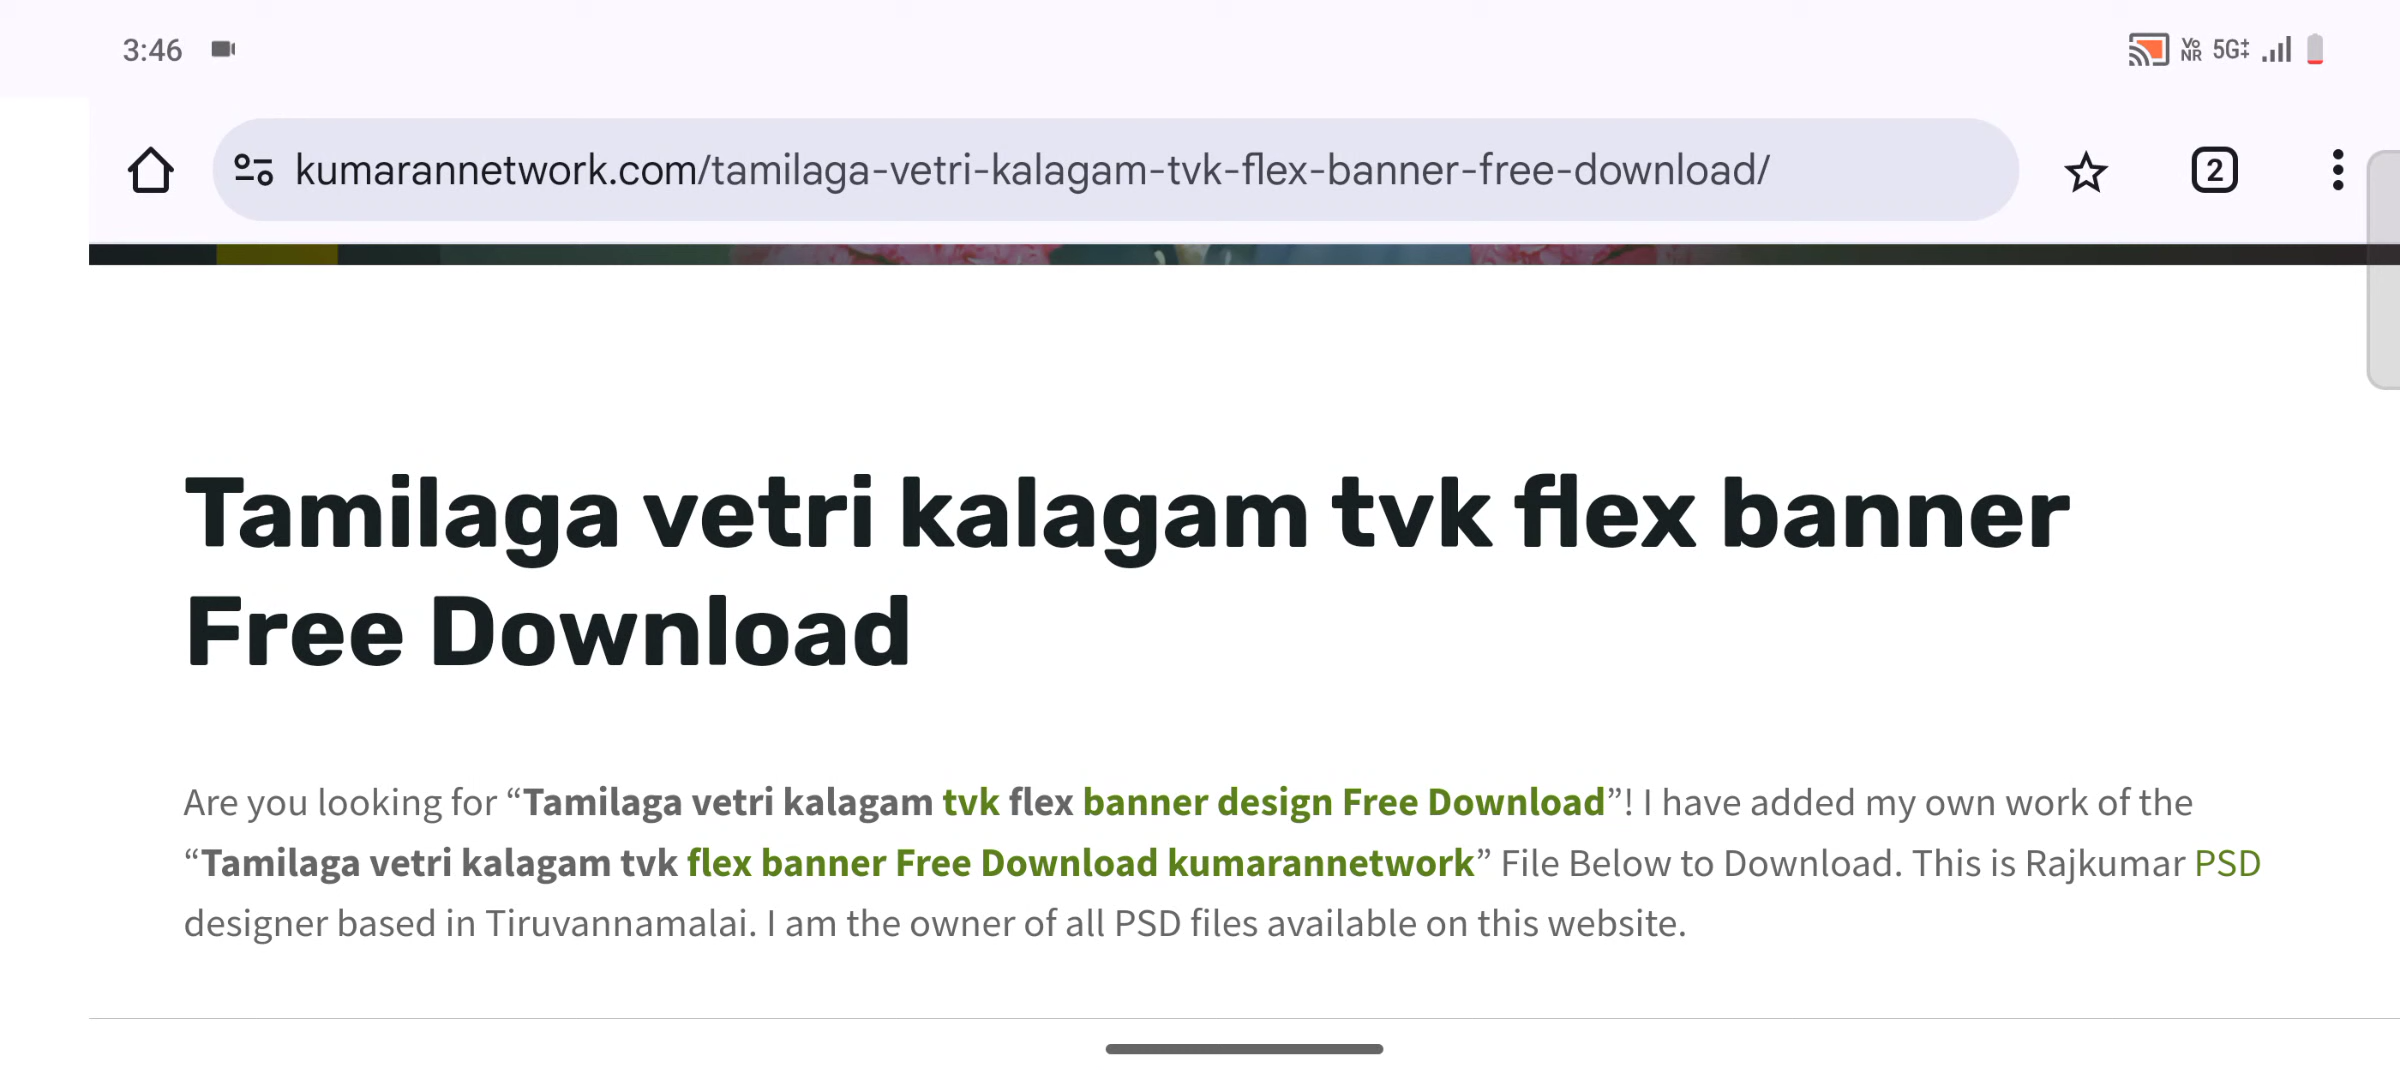 3:46 Vo NR 5G‡
kumarannetwork.com/tamilaga-vetri-kalagam-tvk-flex-banner-free-download/ 2
Tamilaga vetri kalagam tvk flex banner
Free Download
Are you looking for “Tamilaga vetri kalagam tvk flex banner design Free Download”! I have added my own work of the
“Tamilaga vetri kalagam tvk flex banner Free Download kumarannetwork” File Below to Download. This is Rajkumar PSD
designer based in Tiruvannamalai. I am the owner of all PSD files available on this website.